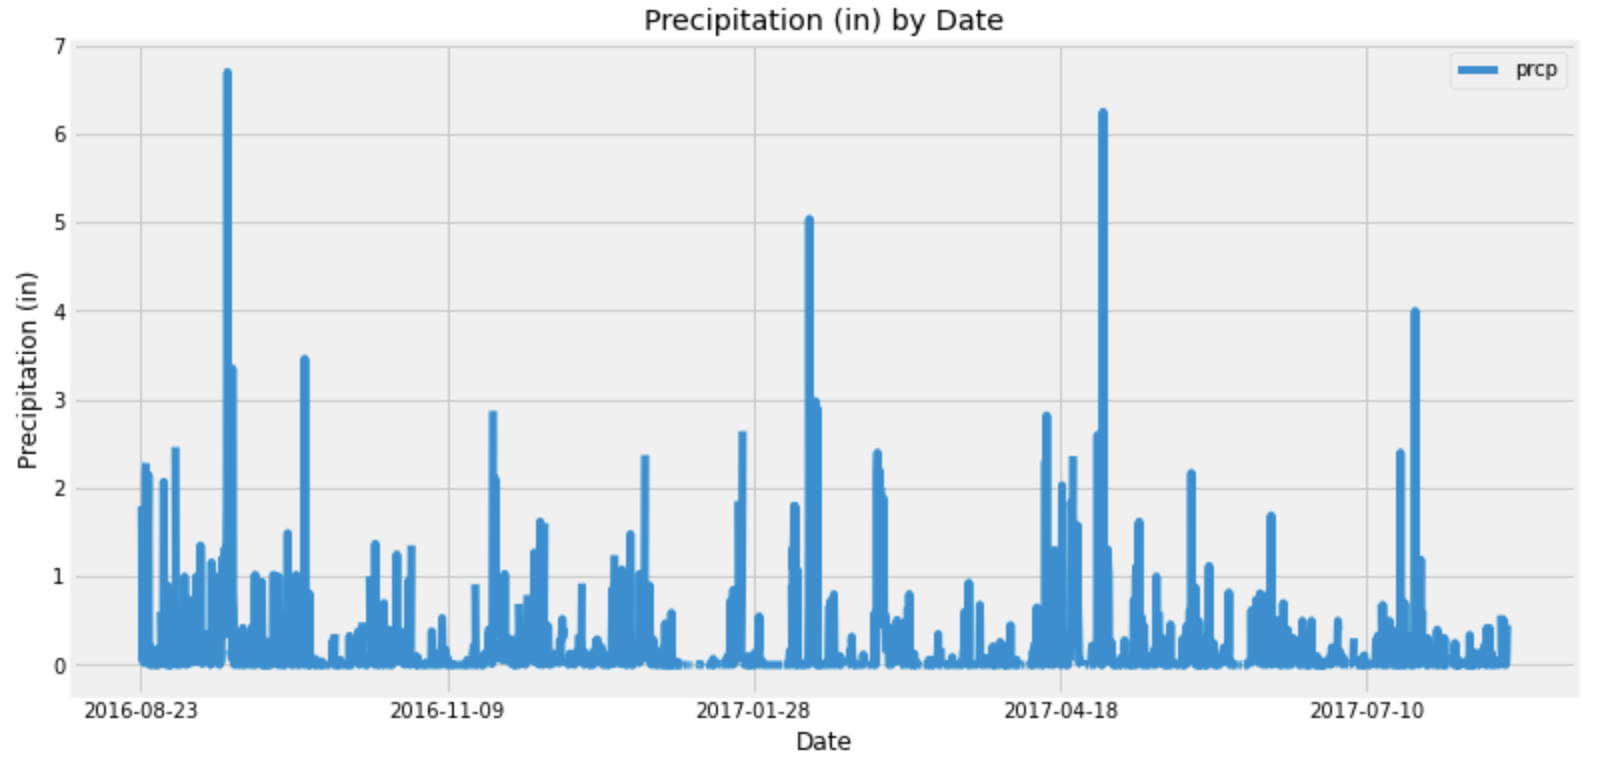 Precipitation (in) by Date
prcp
Precipitation (in)
7
6
5
4
3
2
1
0
2016-08-23 2016-11-09 2017-01-28 2017-04-18 2017-07-10
Date